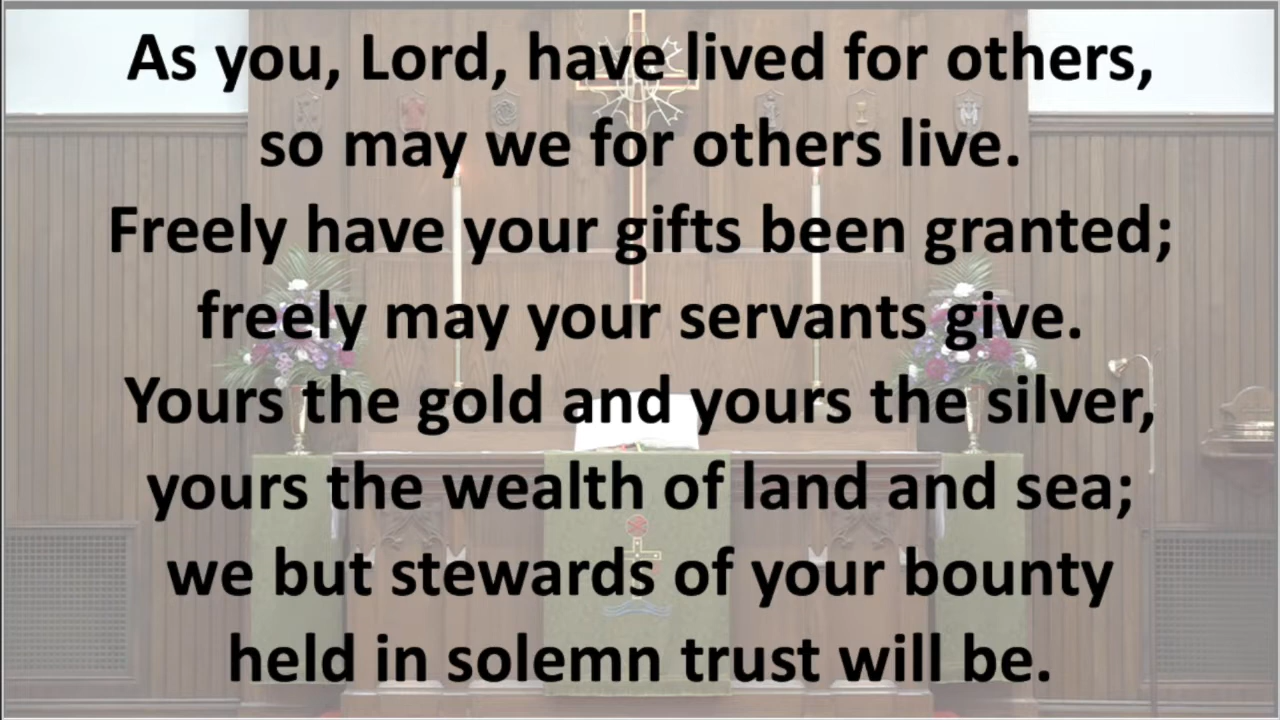 As you, Lord, have lived for others,
so may we for others live.
Freely have your gifts been granted;
freely may your servants give.
Yours the gold and yours the silver,
yours the wealth of land and sea;
we but stewards of your bounty
held in solemn trust will be.